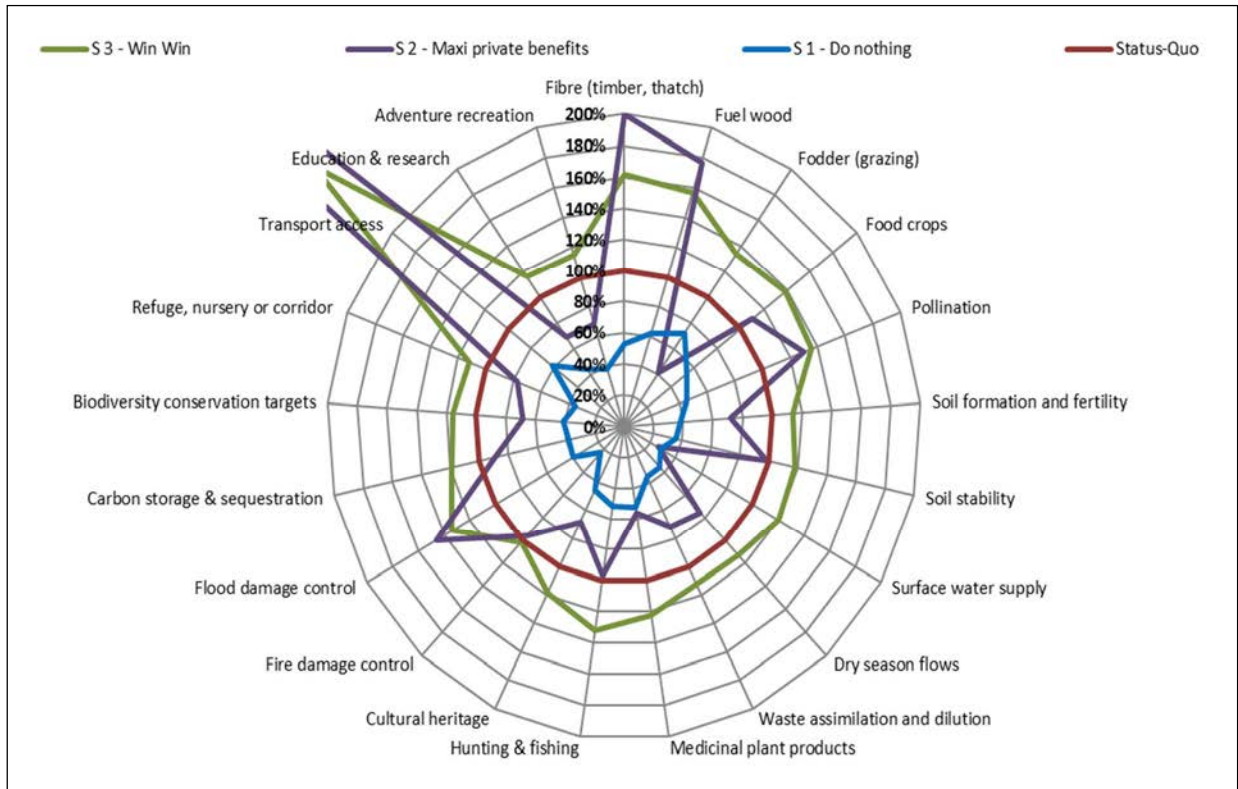 S 3 - Win Win
S 2 - Maxi private benefits
S 1 - Do nothing
Status-Quo
Fibre (timber, thatch)
Fuel wood
Fodder (grazing)
Food crops
Pollination
Soil formation and fertility
Soil stability
Surface water supply
Dry season flows
Waste assimilation and dilution
Medicinal plant products
Hunting & fishing
Cultural heritage
Fire damage control
Flood damage control
Carbon storage & sequestration
Biodiversity conservation targets
Refuge, nursery or corridor
Transport access
Education & research
Adventure recreation
200%
180%
160%
140%
120%
100%
80%
60%
40%
20%
0%